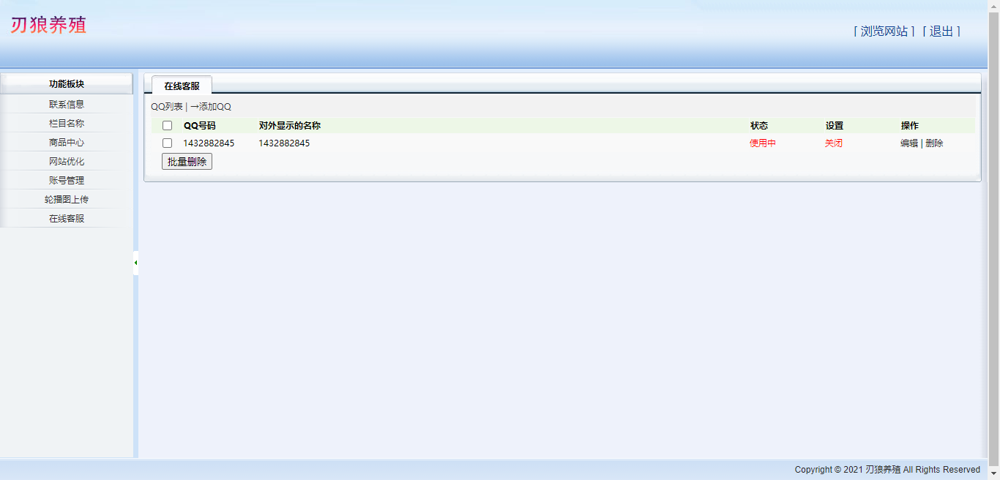 刃狼养殖
[ 浏览网站 ] [ 退出 ]
功能板块
联系信息
栏目名称
商品中心
网站优化
账号管理
轮播图上传
在线客服
在线客服
QQ列表 | →添加QQ
QQ号码 对外显示的名称 状态 设置 操作
1432882845 1432882845 使用中 关闭 编辑 | 删除
批量删除
Copyright © 2021 刃狼养殖 All Rights Reserved